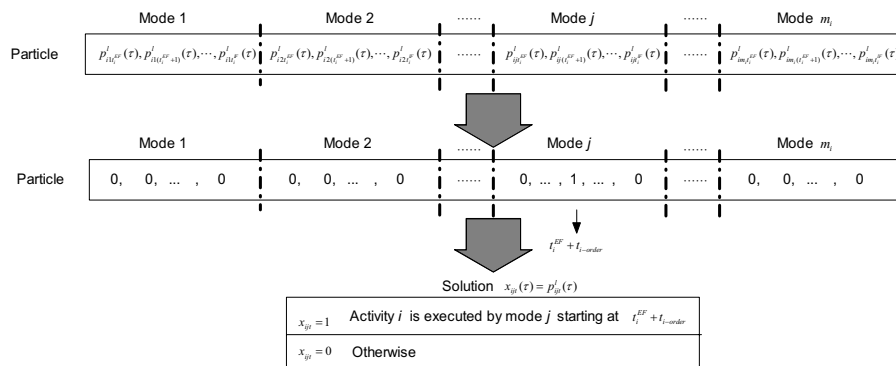 Mode 1 Mode 2 ...... Mode j ...... Mode m_i
Particle p^l_{i1t_i^{EF}}(τ), p^l_{i1(t_i^{EF}+1)}(τ), ⋯, p^l_{i1t_i^{lF}}(τ) p^l_{i2t_i^{EF}}(τ), p^l_{i2(t_i^{EF}+1)}(τ), ⋯, p^l_{i2t_i^{lF}}(τ) ...... p^l_{ijt_i^{EF}}(τ), p^l_{ij(t_i^{EF}+1)}(τ), ⋯, p^l_{ijt_i^{lF}}(τ) ...... p^l_{im_it_i^{EF}}(τ), p^l_{im_i(t_i^{EF}+1)}(τ), ⋯, p^l_{im_it_i^{lF}}(τ)
Mode 1 Mode 2 ...... Mode j ...... Mode m_i
Particle 0, 0, ... , 0 0, 0, ... , 0 ...... 0, ... , 1, ... , 0 ...... 0, 0, ... , 0
t_i^{EF} + t_{i-order}
Solution x_{ijt}(τ) = p^l_{ijt}(τ)
x_{ijt} = 1 Activity i is executed by mode j starting at t_i^{EF} + t_{i-order}
x_{ijt} = 0 Otherwise